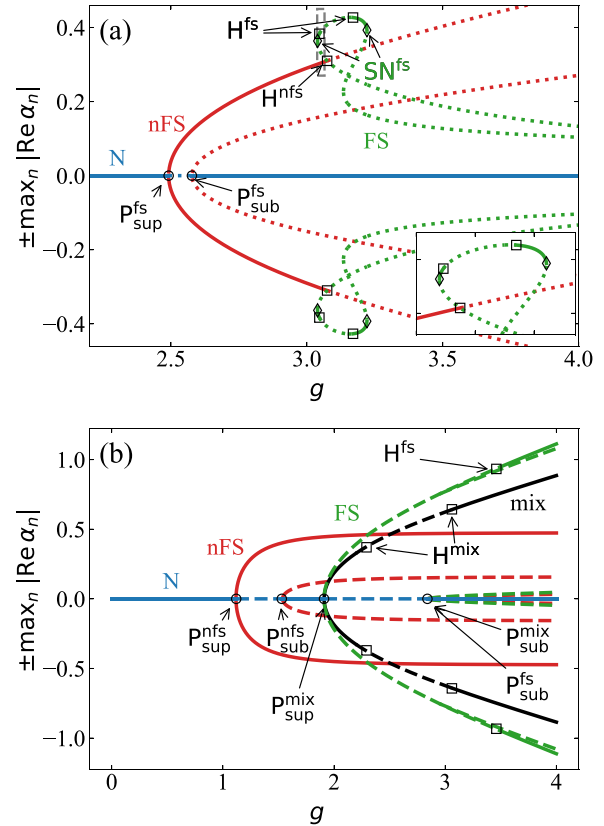 (a)
H^fs
SN^fs
H^nfs
nFS
FS
N
P^fs_sup
P^fs_sub
0.4
0.2
0.0
−0.2
−0.4
±max_n |Re α_n|
2.5 3.0 3.5 4.0
g
(b)
H^fs
FS
mix
nFS
H^mix
N
P^nfs_sup
P^nfs_sub
P^mix_sub
P^mix_sup
P^fs_sub
1.0
0.5
0.0
−0.5
−1.0
±max_n |Re α_n|
0 1 2 3 4
g